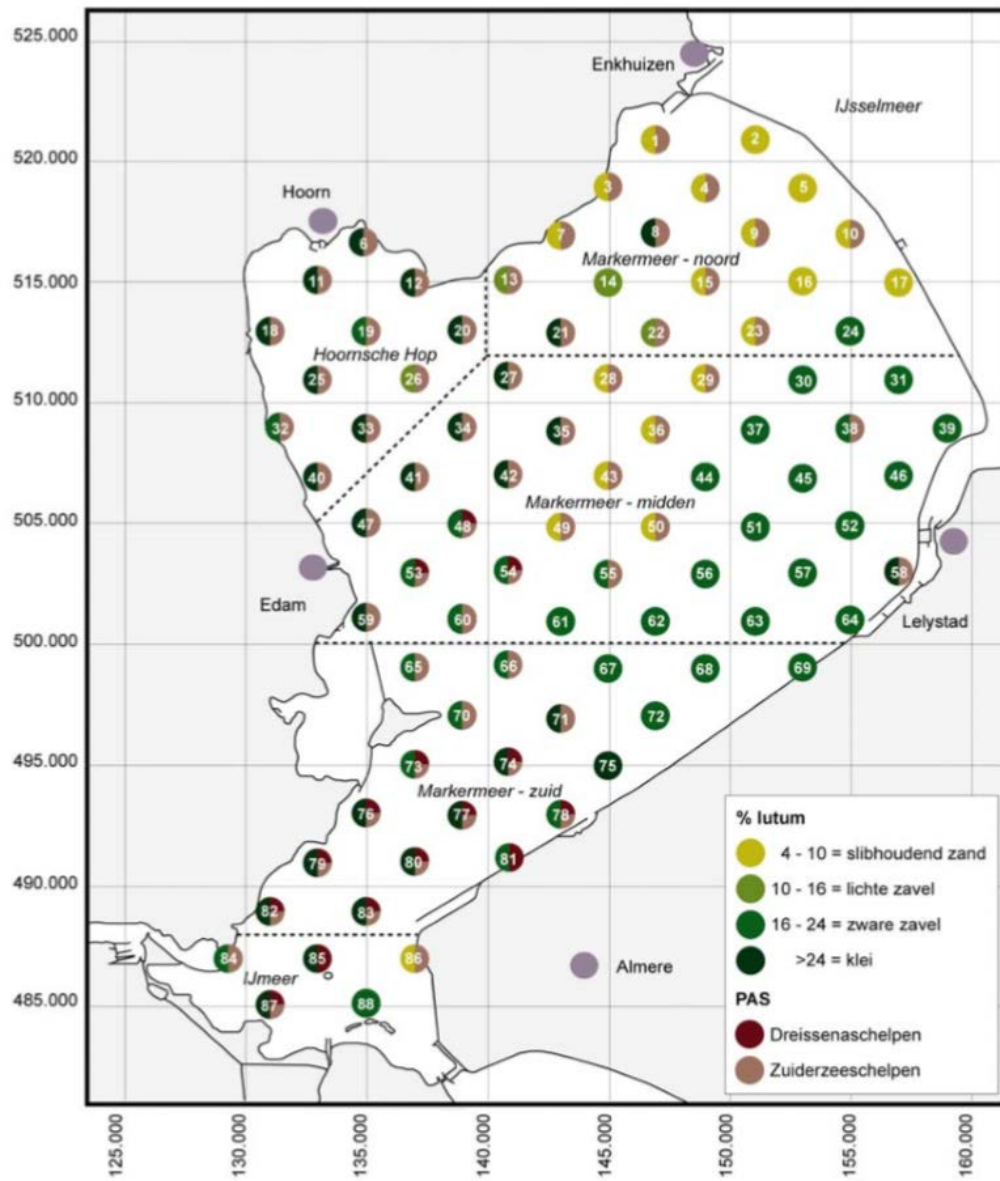 525.000
Enkhuizen
IJsselmeer
1 2
520.000
3 4 5
Hoorn
6 7 8 9 10
Markermeer - noord
515.000
11 12 13 14 15 16 17
18 19 20 21 22 23 24
Hoornsche Hop
25 26 27 28 29 30 31
510.000
32 33 34 35 36 37 38 39
40 41 42 43 44 45 46
Markermeer - midden
505.000
47 48 49 50 51 52
53 54 55 56 57 58
Edam
59 60 61 62 63 64
Lelystad
500.000
65 66 67 68 69
70 71 72
495.000
73 74 75
Markermeer - zuid
76 77 78
79 80 81
490.000
82 83
84 85 86
IJmeer
Almere
485.000
87 88
% lutum
4 - 10 = slibhoudend zand
10 - 16 = lichte zavel
16 - 24 = zware zavel
>24 = klei
PAS
Dreissenaschelpen
Zuiderzeeschelpen
125.000
130.000
135.000
140.000
145.000
150.000
155.000
160.000